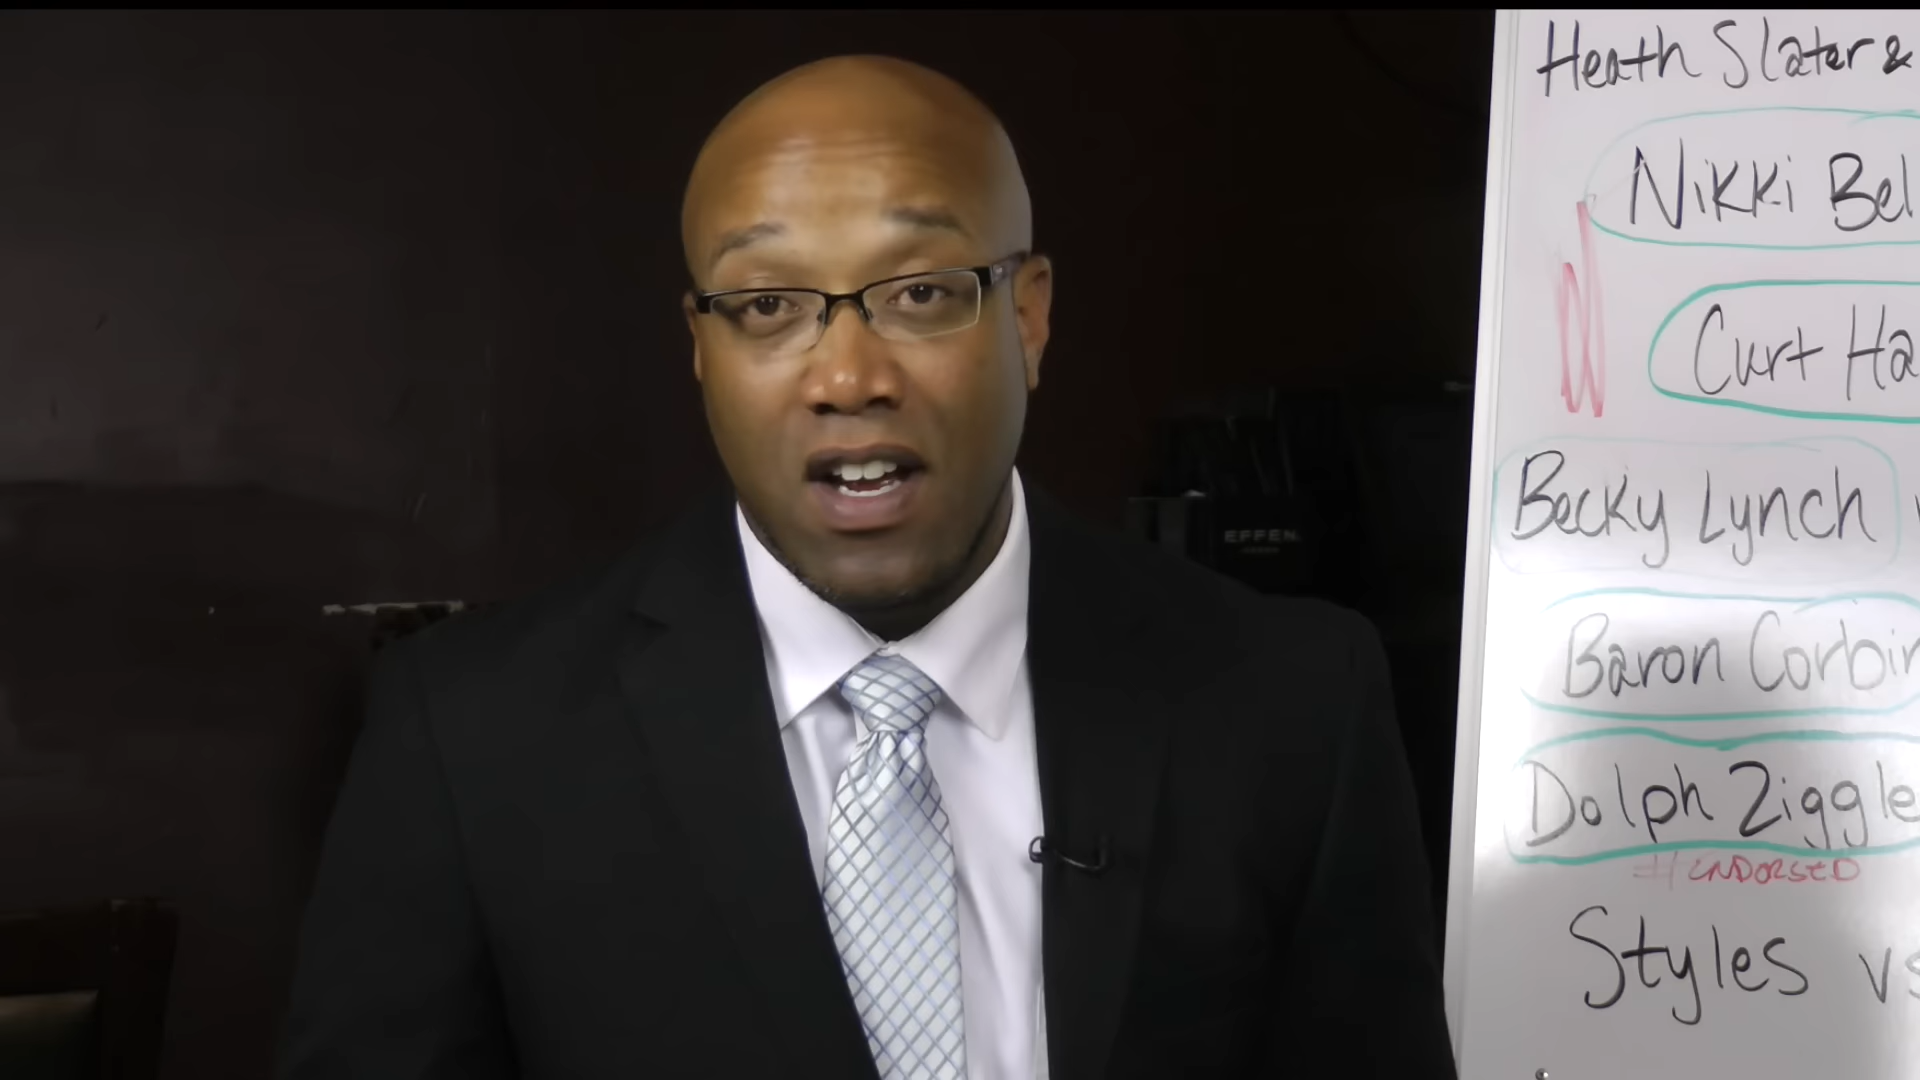 Heath Slater &
Nikki Bel
Curt Ha
Becky Lynch
Baron Corbin
Dolph Ziggle
#ENDORSED
Styles vs
EFFEN